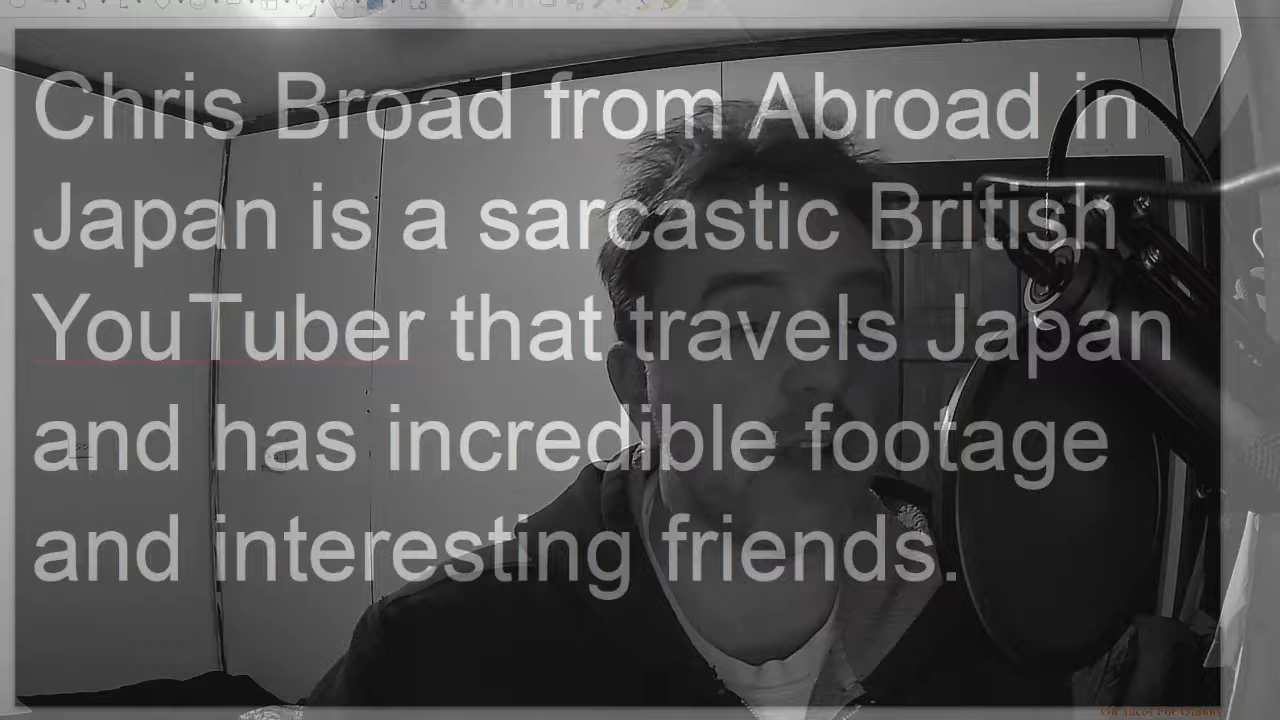 Chris Broad from Abroad in
Japan is a sarcastic British
YouTuber that travels Japan
and has incredible footage
and interesting friends.